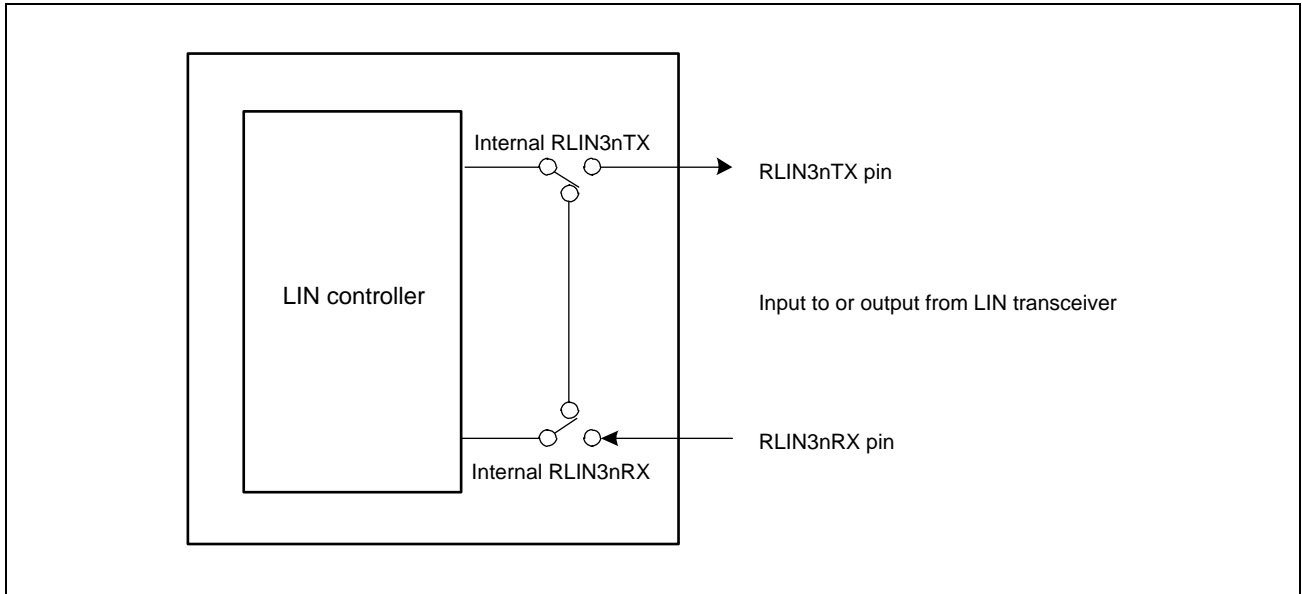 Internal RLIN3nTX
RLIN3nTX pin
LIN controller
Input to or output from LIN transceiver
RLIN3nRX pin
Internal RLIN3nRX